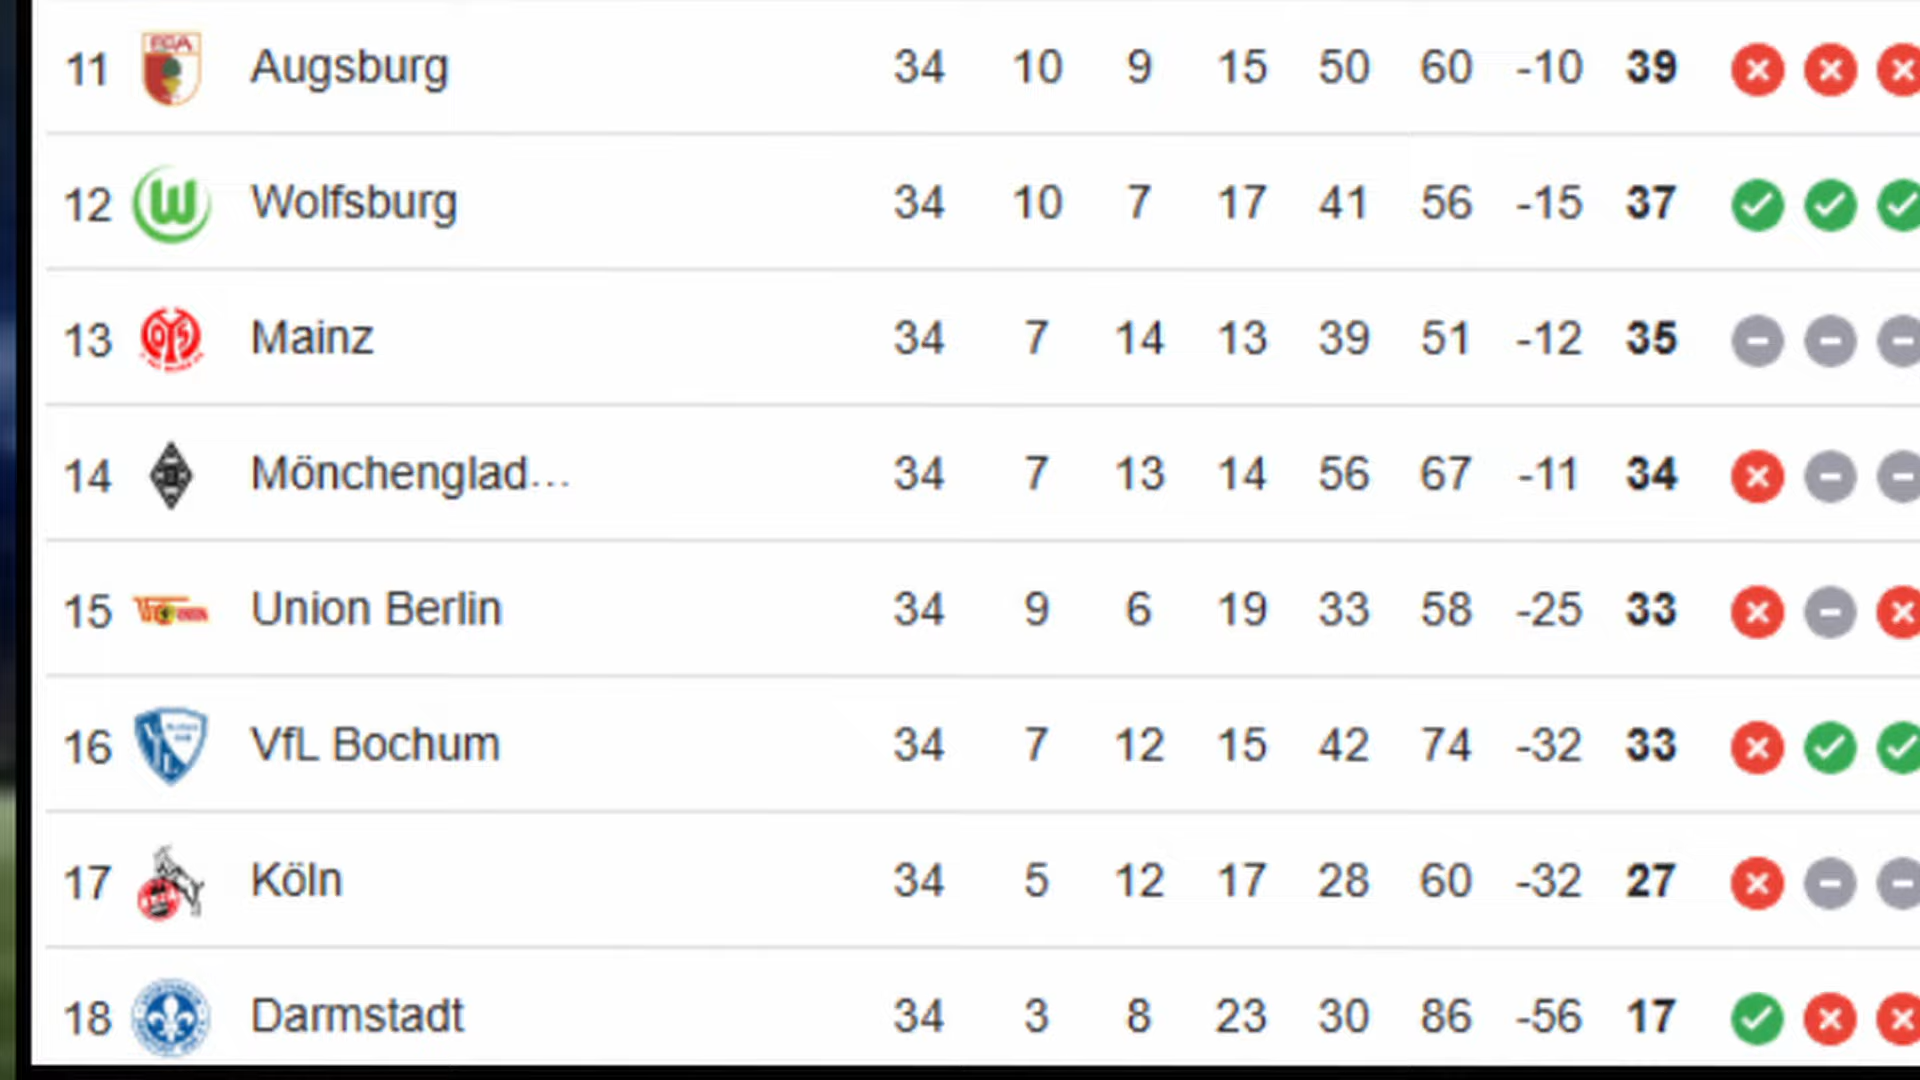 11 Augsburg 34 10 9 15 50 60 -10 39
12 Wolfsburg 34 10 7 17 41 56 -15 37
13 Mainz 34 7 14 13 39 51 -12 35
14 Mönchenglad... 34 7 13 14 56 67 -11 34
15 Union Berlin 34 9 6 19 33 58 -25 33
16 VfL Bochum 34 7 12 15 42 74 -32 33
17 Köln 34 5 12 17 28 60 -32 27
18 Darmstadt 34 3 8 23 30 86 -56 17